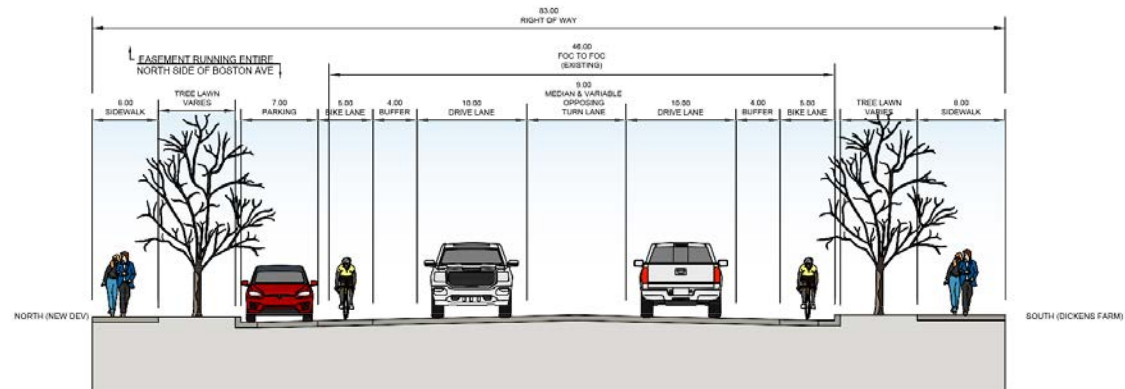 83.00
RIGHT OF WAY
EASEMENT RUNNING ENTIRE
NORTH SIDE OF BOSTON AVE
46.00
FOC TO FOC
(EXISTING)
6.00
SIDEWALK
TREE LAWN
VARIES
7.00
PARKING
5.00
BIKE LANE
4.00
BUFFER
10.00
DRIVE LANE
9.00
MEDIAN & VARIABLE
OPPOSING
TURN LANE
10.00
DRIVE LANE
4.00
BUFFER
5.00
BIKE LANE
TREE LAWN
VARIES
8.00
SIDEWALK
NORTH (NEW DEV)
SOUTH (DICKENS FARM)